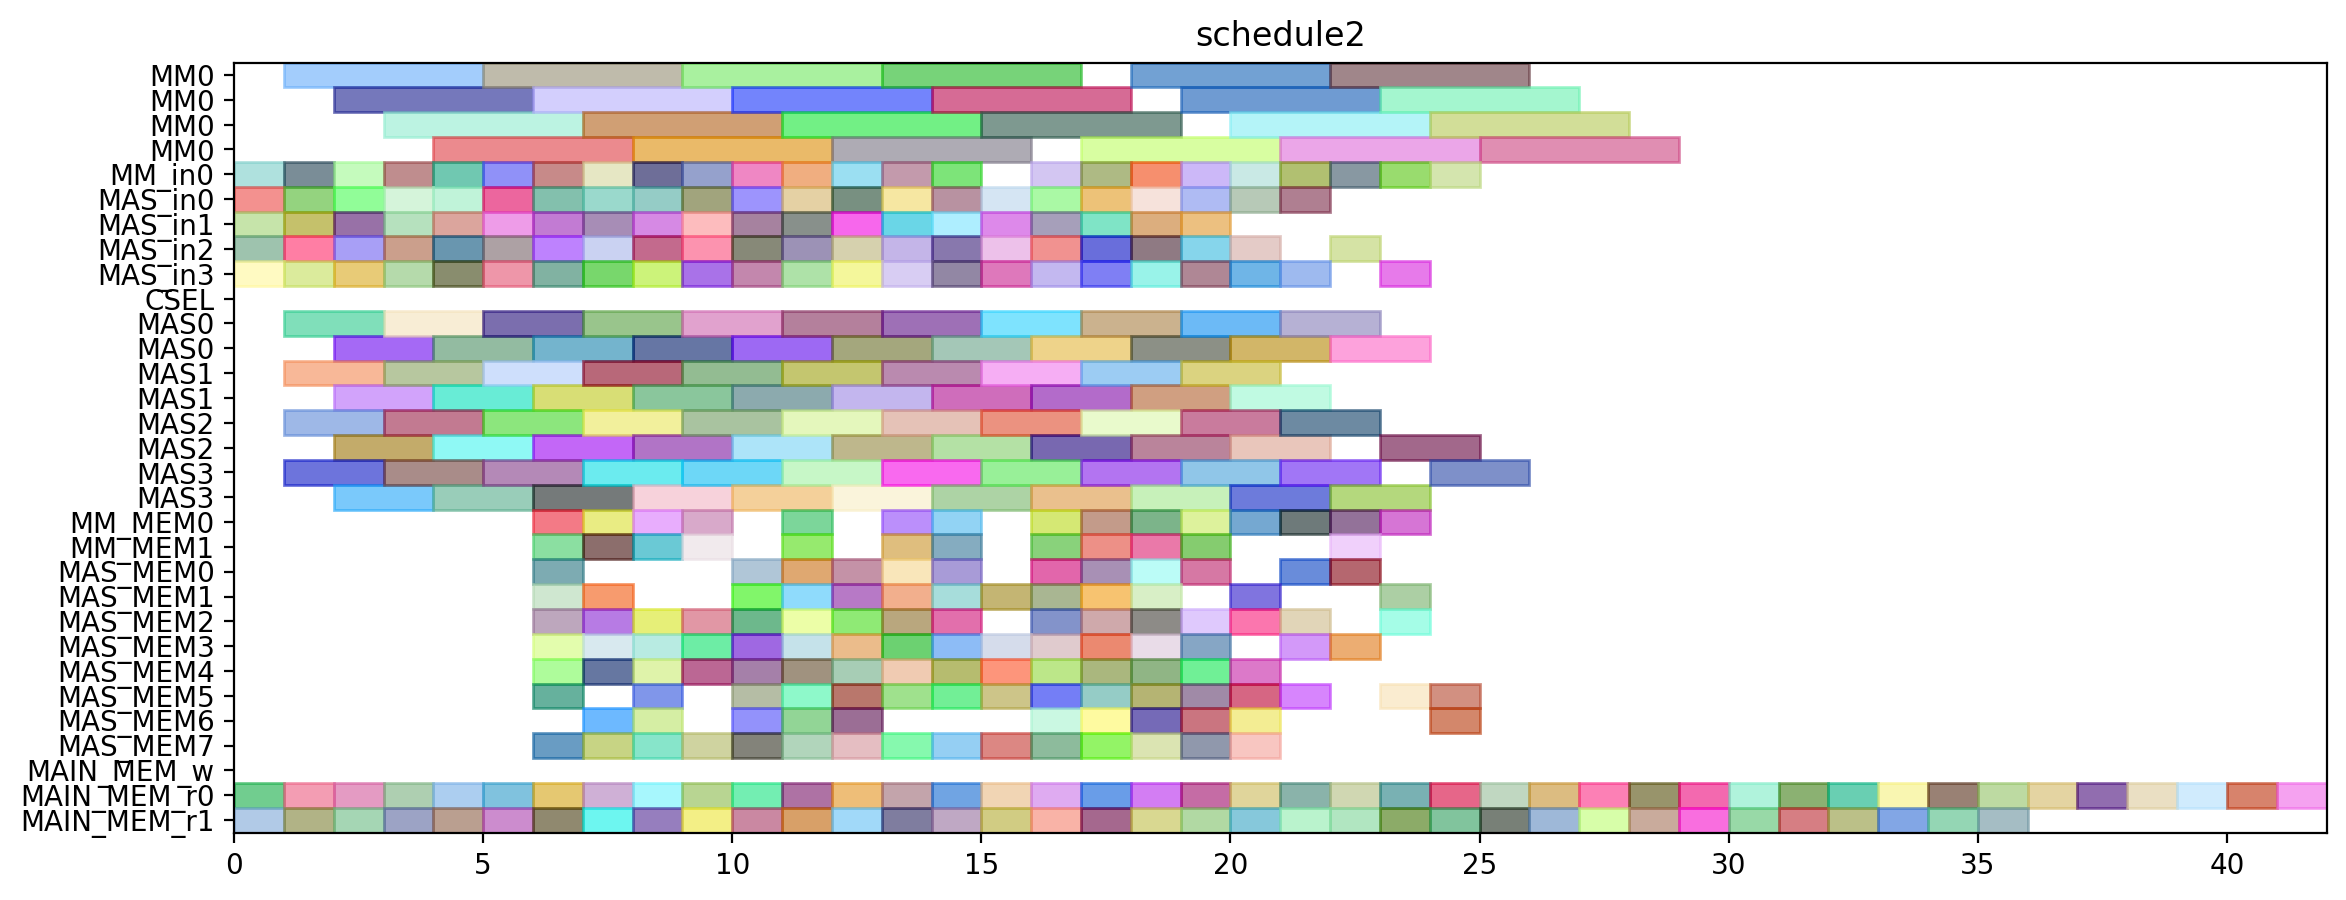 schedule2
MM0
MM0
MM0
MM0
MM_in0
MAS_in0
MAS_in1
MAS_in2
MAS_in3
CSEL
MAS0
MAS0
MAS1
MAS1
MAS2
MAS2
MAS3
MAS3
MM_MEM0
MM_MEM1
MAS_MEM0
MAS_MEM1
MAS_MEM2
MAS_MEM3
MAS_MEM4
MAS_MEM5
MAS_MEM6
MAS_MEM7
MAIN_MEM_w
MAIN_MEM_r0
MAIN_MEM_r1
0 5 10 15 20 25 30 35 40